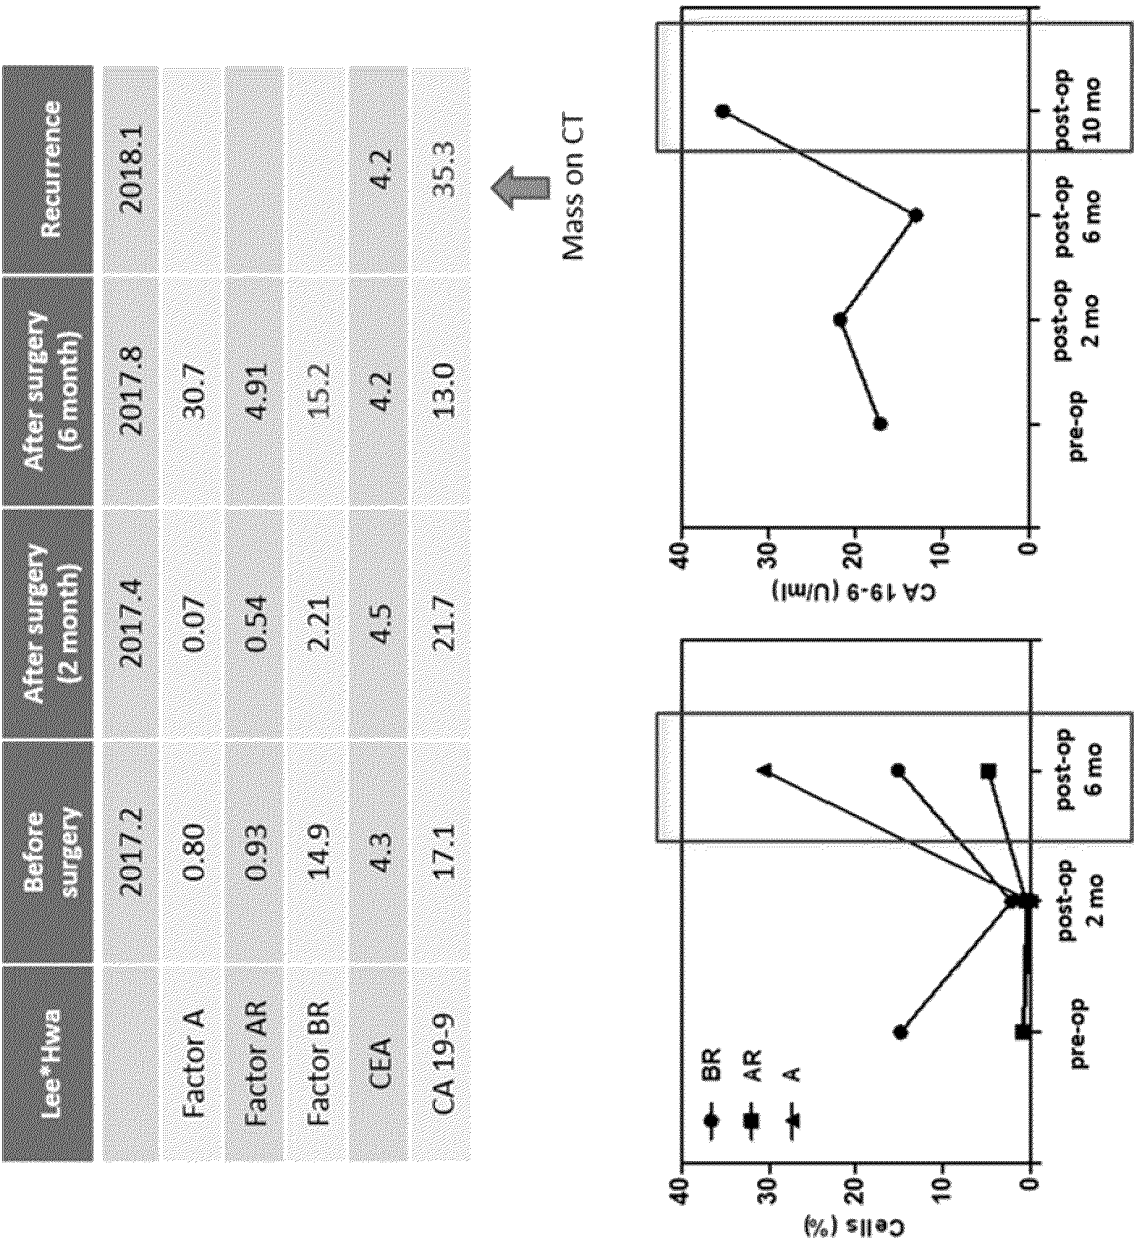 Lee*Hwa Before surgery After surgery (2 month) After surgery (6 month) Recurrence
2017.2 2017.4 2017.8 2018.1
Factor A 0.80 0.07 30.7
Factor AR 0.93 0.54 4.91
Factor BR 14.9 2.21 15.2
CEA 4.3 4.5 4.2 4.2
CA 19-9 17.1 21.7 13.0 35.3
Mass on CT
Cells (%)
40
30
20
10
0
BR
AR
A
pre-op
post-op
2 mo
post-op
6 mo
CA 19-9 (U/ml)
40
30
20
10
0
pre-op
post-op
2 mo
post-op
6 mo
post-op
10 mo